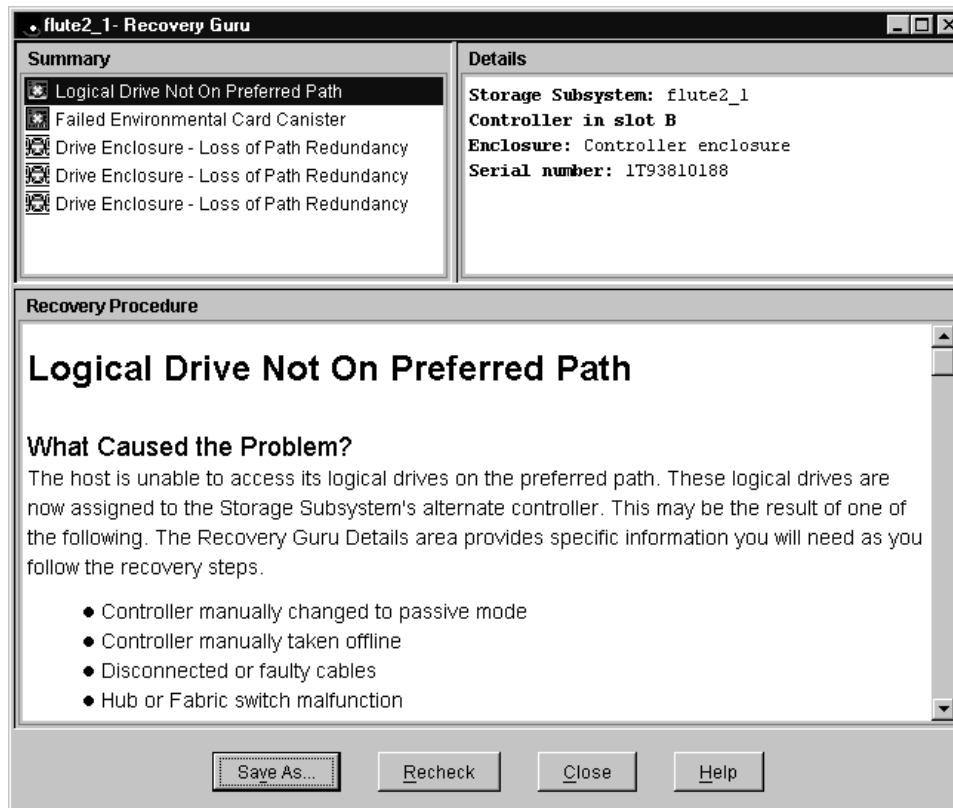 flute2_1- Recovery Guru
Summary
Logical Drive Not On Preferred Path
Failed Environmental Card Canister
Drive Enclosure - Loss of Path Redundancy
Drive Enclosure - Loss of Path Redundancy
Drive Enclosure - Loss of Path Redundancy
Details
Storage Subsystem: flute2_1
Controller in slot B
Enclosure: Controller enclosure
Serial number: 1T93810188
Recovery Procedure
Logical Drive Not On Preferred Path
What Caused the Problem?
The host is unable to access its logical drives on the preferred path. These logical drives are
now assigned to the Storage Subsystem's alternate controller. This may be the result of one of
the following. The Recovery Guru Details area provides specific information you will need as you
follow the recovery steps.
● Controller manually changed to passive mode
● Controller manually taken offline
● Disconnected or faulty cables
● Hub or Fabric switch malfunction
Save As...
Recheck
Close
Help